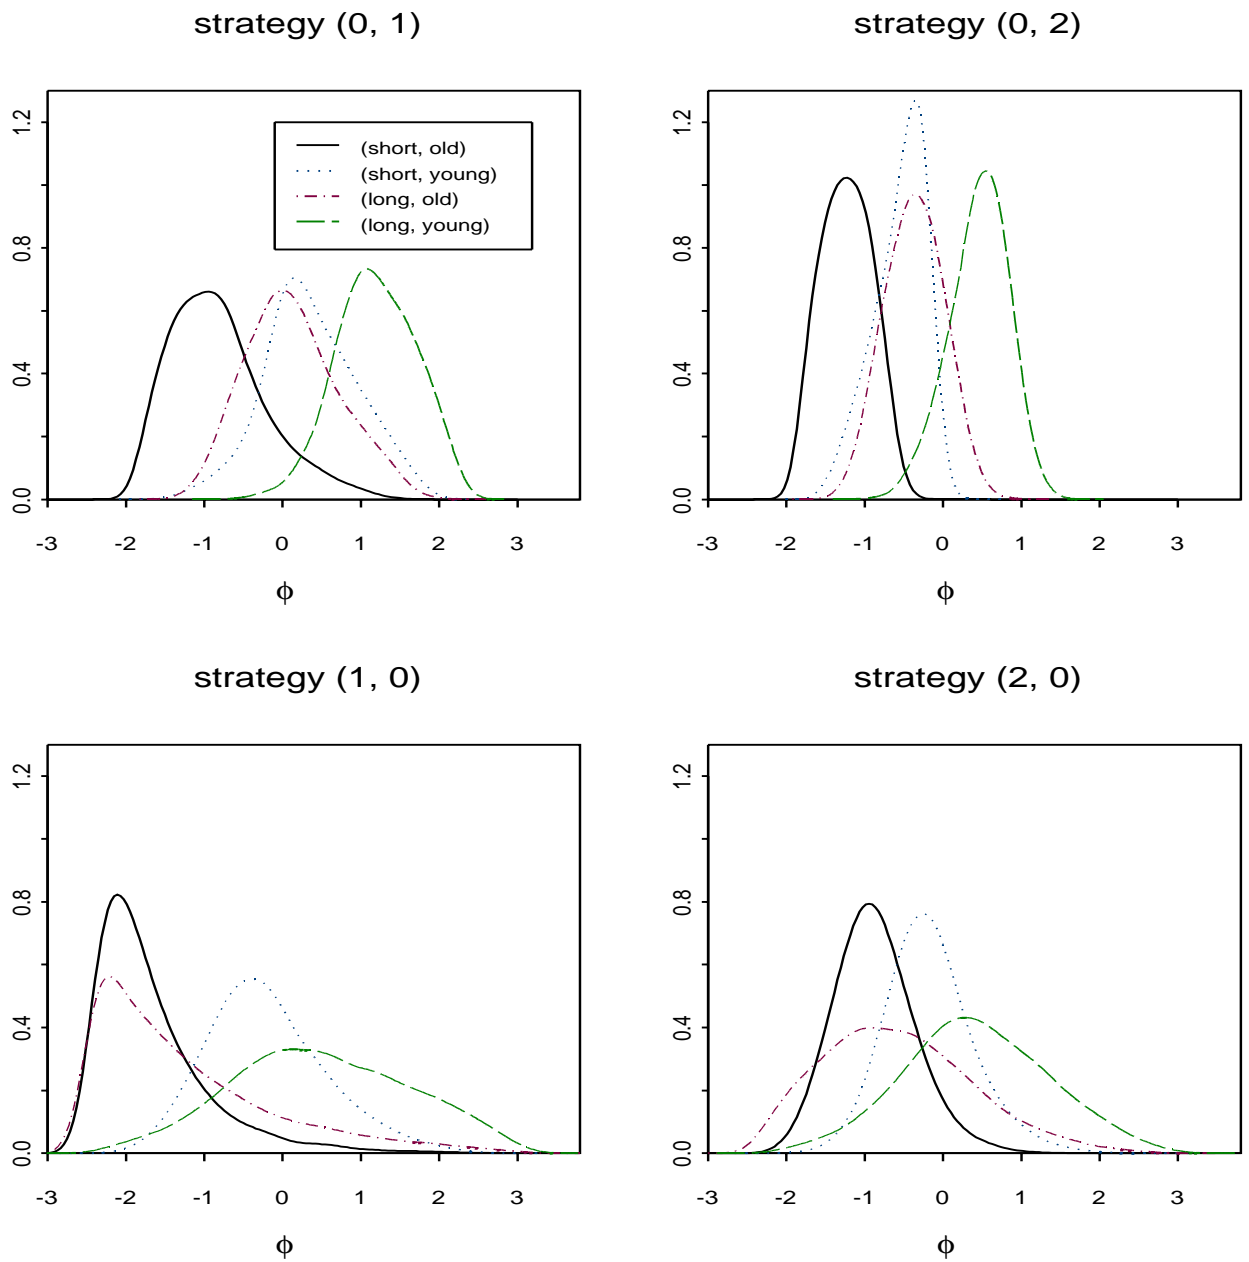 strategy (0, 1)
1.2
0.8
0.4
0.0
(short, old)
(short, young)
(long, old)
(long, young)
-3 -2 -1 0 1 2 3
ϕ
strategy (0, 2)
1.2
0.8
0.4
0.0
-3 -2 -1 0 1 2 3
ϕ
strategy (1, 0)
1.2
0.8
0.4
0.0
-3 -2 -1 0 1 2 3
ϕ
strategy (2, 0)
1.2
0.8
0.4
0.0
-3 -2 -1 0 1 2 3
ϕ